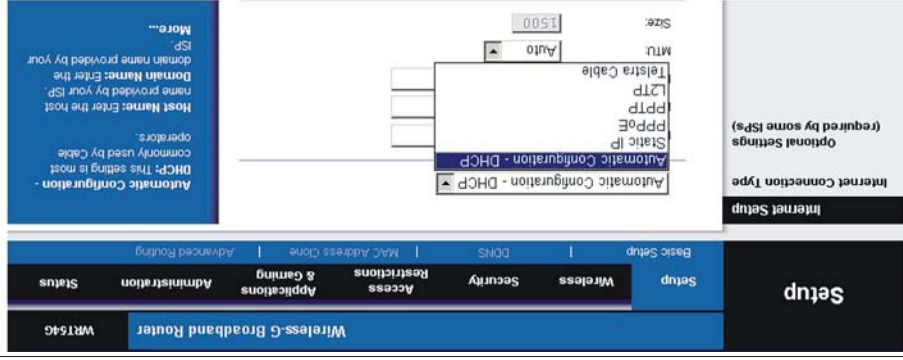 Wireless-G Broadband Router WRT54G
Setup
Setup Wireless Security Access Restrictions Applications & Gaming Administration Status
Basic Setup | DDNS | MAC Address Clone | Advanced Routing
Internet Setup
Internet Connection Type
Automatic Configuration - DHCP
Automatic Configuration - DHCP
Static IP
PPPoE
PPTP
L2TP
Telstra Cable
Optional Settings
(required by some ISPs)
MTU:
Auto
Size:
1500
Automatic Configuration -
DHCP: This setting is most
commonly used by Cable
operators.
Host Name: Enter the host
name provided by your ISP.
Domain Name: Enter the
domain name provided by your
ISP.
More...